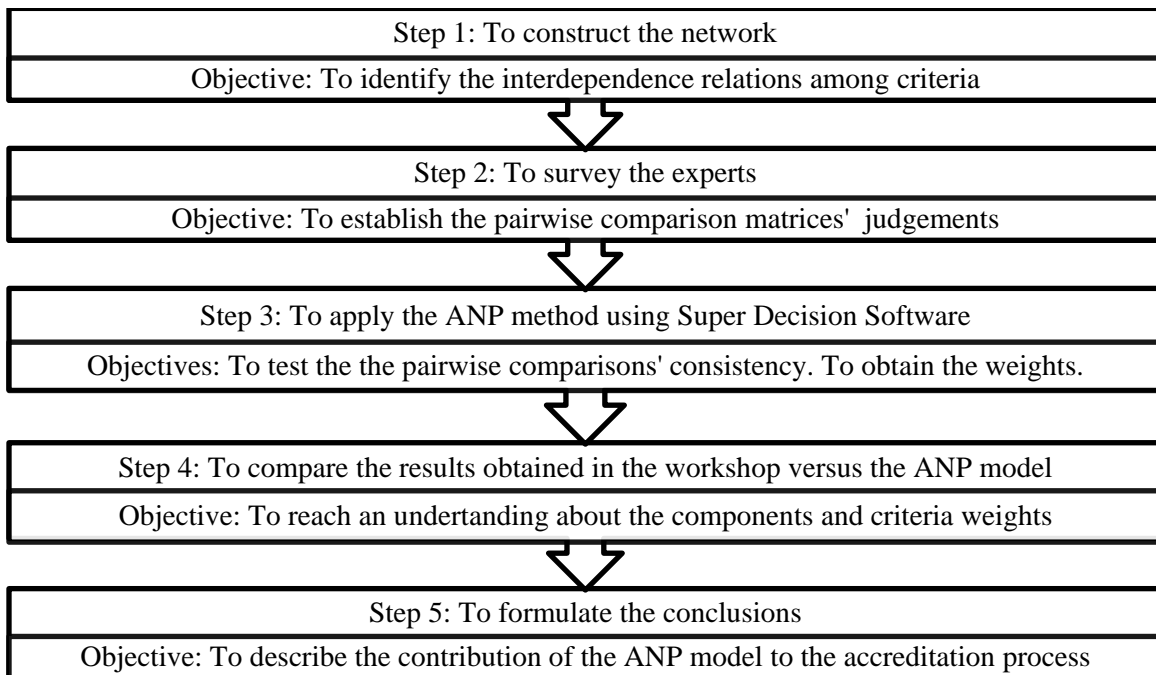 Step 1: To construct the network
Objective: To identify the interdependence relations among criteria
Step 2: To survey the experts
Objective: To establish the pairwise comparison matrices' judgements
Step 3: To apply the ANP method using Super Decision Software
Objectives: To test the the pairwise comparisons' consistency. To obtain the weights.
Step 4: To compare the results obtained in the workshop versus the ANP model
Objective: To reach an undertanding about the components and criteria weights
Step 5: To formulate the conclusions
Objective: To describe the contribution of the ANP model to the accreditation process